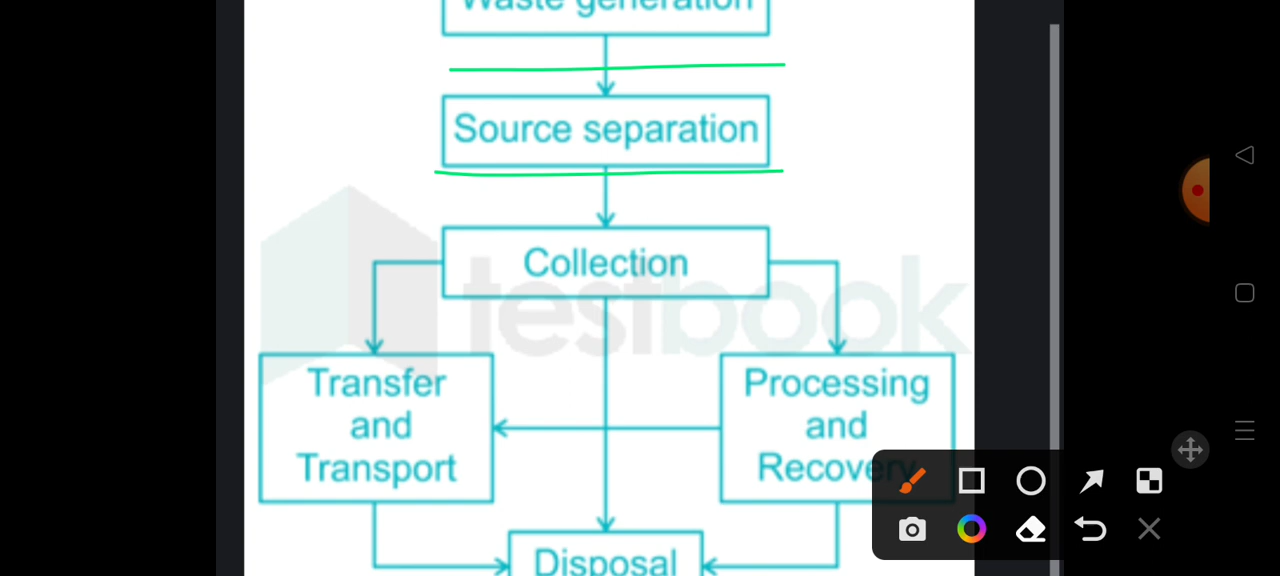 Waste generation
Source separation
Collection
testbook
Transfer
and
Transport
Processing
and
Recovery
Disposal